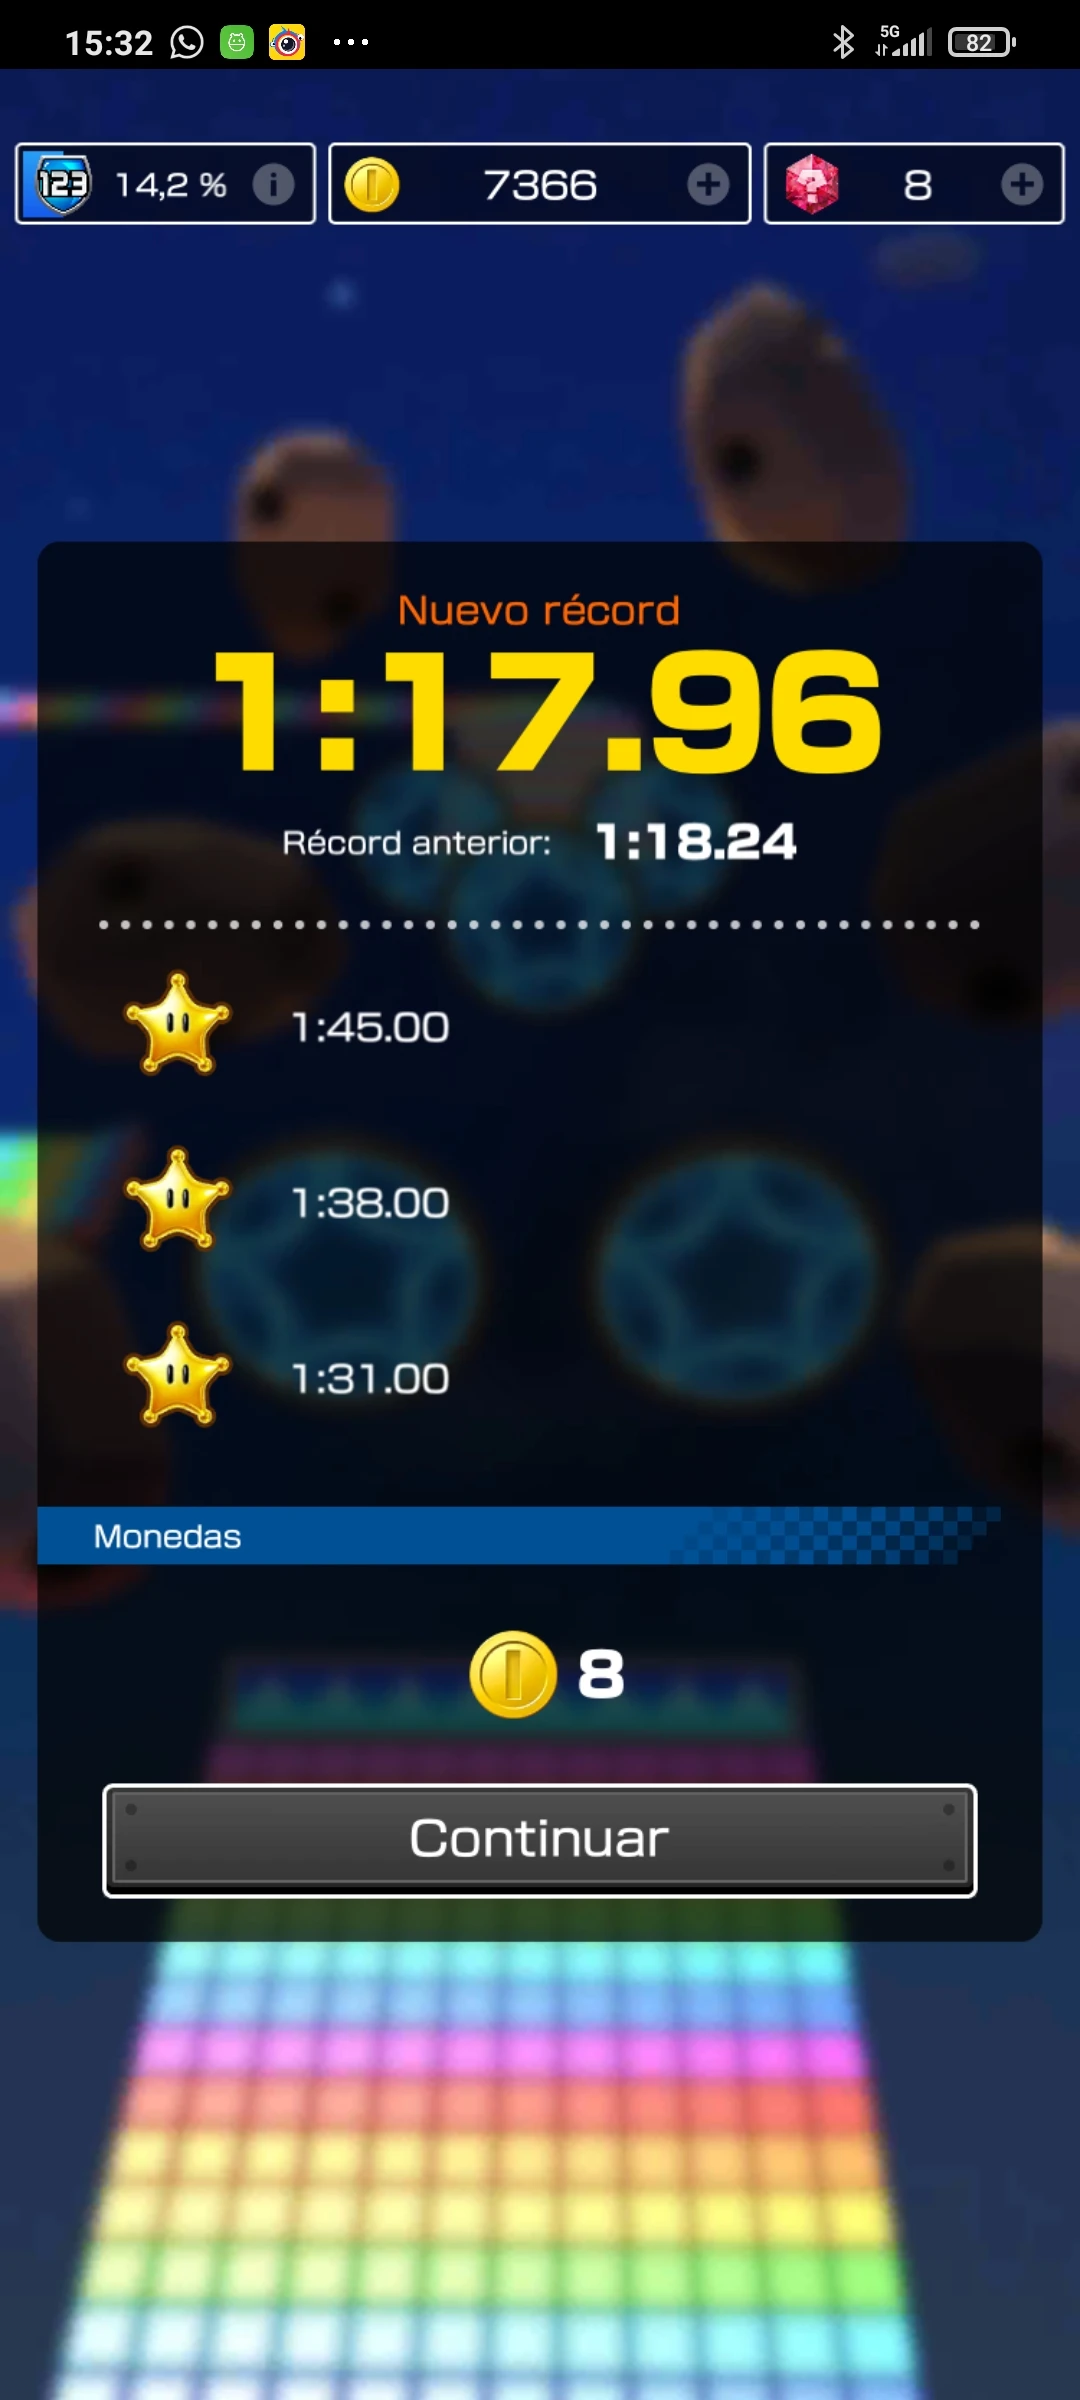 15:32 5G 82
123 14,2 % i 7366 + 8 +
Nuevo récord
1:17.96
Récord anterior: 1:18.24
1:45.00
1:38.00
1:31.00
Monedas
8
Continuar